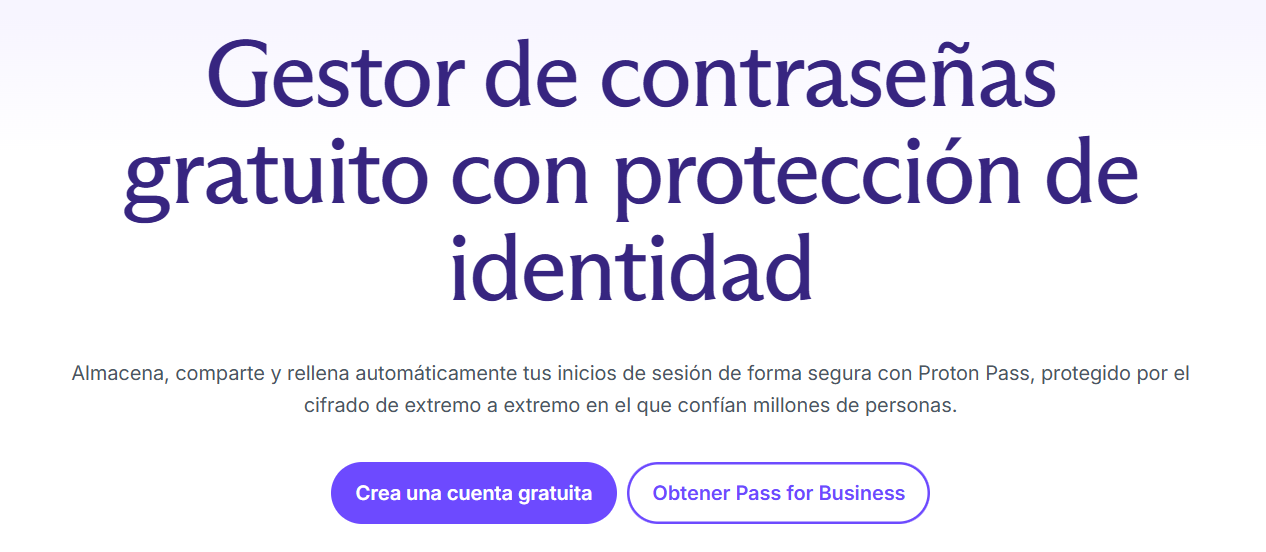 Gestor de contraseñas
gratuito con protección de
identidad
Almacena, comparte y rellena automáticamente tus inicios de sesión de forma segura con Proton Pass, protegido por el
cifrado de extremo a extremo en el que confían millones de personas.
Crea una cuenta gratuita
Obtener Pass for Business